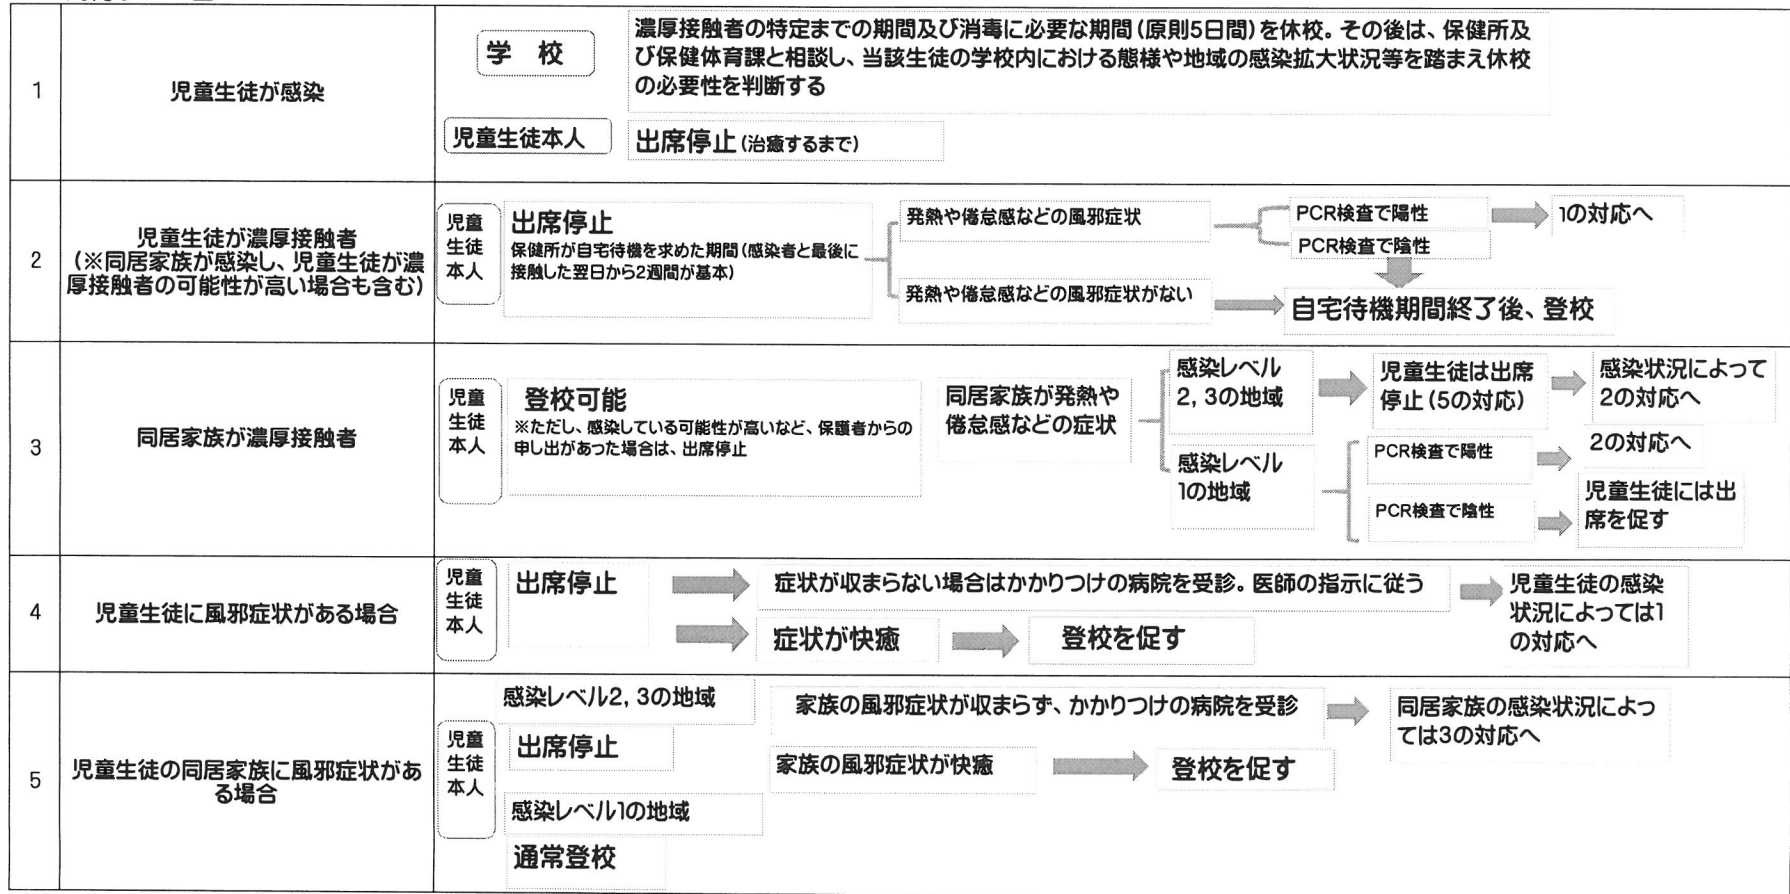 1
児童生徒が感染
学　校
濃厚接触者の特定までの期間及び消毒に必要な期間(原則5日間)を休校。その後は、保健所及
び保健体育課と相談し、当該生徒の学校内における態様や地域の感染拡大状況等を踏まえ休校
の必要性を判断する
児童生徒本人
出席停止(治癒するまで)
2
児童生徒が濃厚接触者
(※同居家族が感染し、児童生徒が濃
厚接触者の可能性が高い場合も含む)
児童
生徒
本人
出席停止
保健所が自宅待機を求めた期間(感染者と最後に
接触した翌日から2週間が基本)
発熱や倦怠感などの風邪症状
PCR検査で陽性
1の対応へ
PCR検査で陰性
発熱や倦怠感などの風邪症状がない
自宅待機期間終了後、登校
3
同居家族が濃厚接触者
児童
生徒
本人
登校可能
※ただし、感染している可能性が高いなど、保護者からの
申し出があった場合は、出席停止
同居家族が発熱や
倦怠感などの症状
感染レベル
2, 3の地域
児童生徒は出席
停止(5の対応)
感染状況によって
2の対応へ
感染レベル
1の地域
PCR検査で陽性
2の対応へ
PCR検査で陰性
児童生徒には出
席を促す
4
児童生徒に風邪症状がある場合
児童
生徒
本人
出席停止
症状が収まらない場合はかかりつけの病院を受診。医師の指示に従う
児童生徒の感染
状況によっては1
の対応へ
症状が快癒
登校を促す
5
児童生徒の同居家族に風邪症状があ
る場合
児童
生徒
本人
感染レベル2, 3の地域
出席停止
家族の風邪症状が収まらず、かかりつけの病院を受診
同居家族の感染状況によっ
ては3の対応へ
家族の風邪症状が快癒
登校を促す
感染レベル1の地域
通常登校